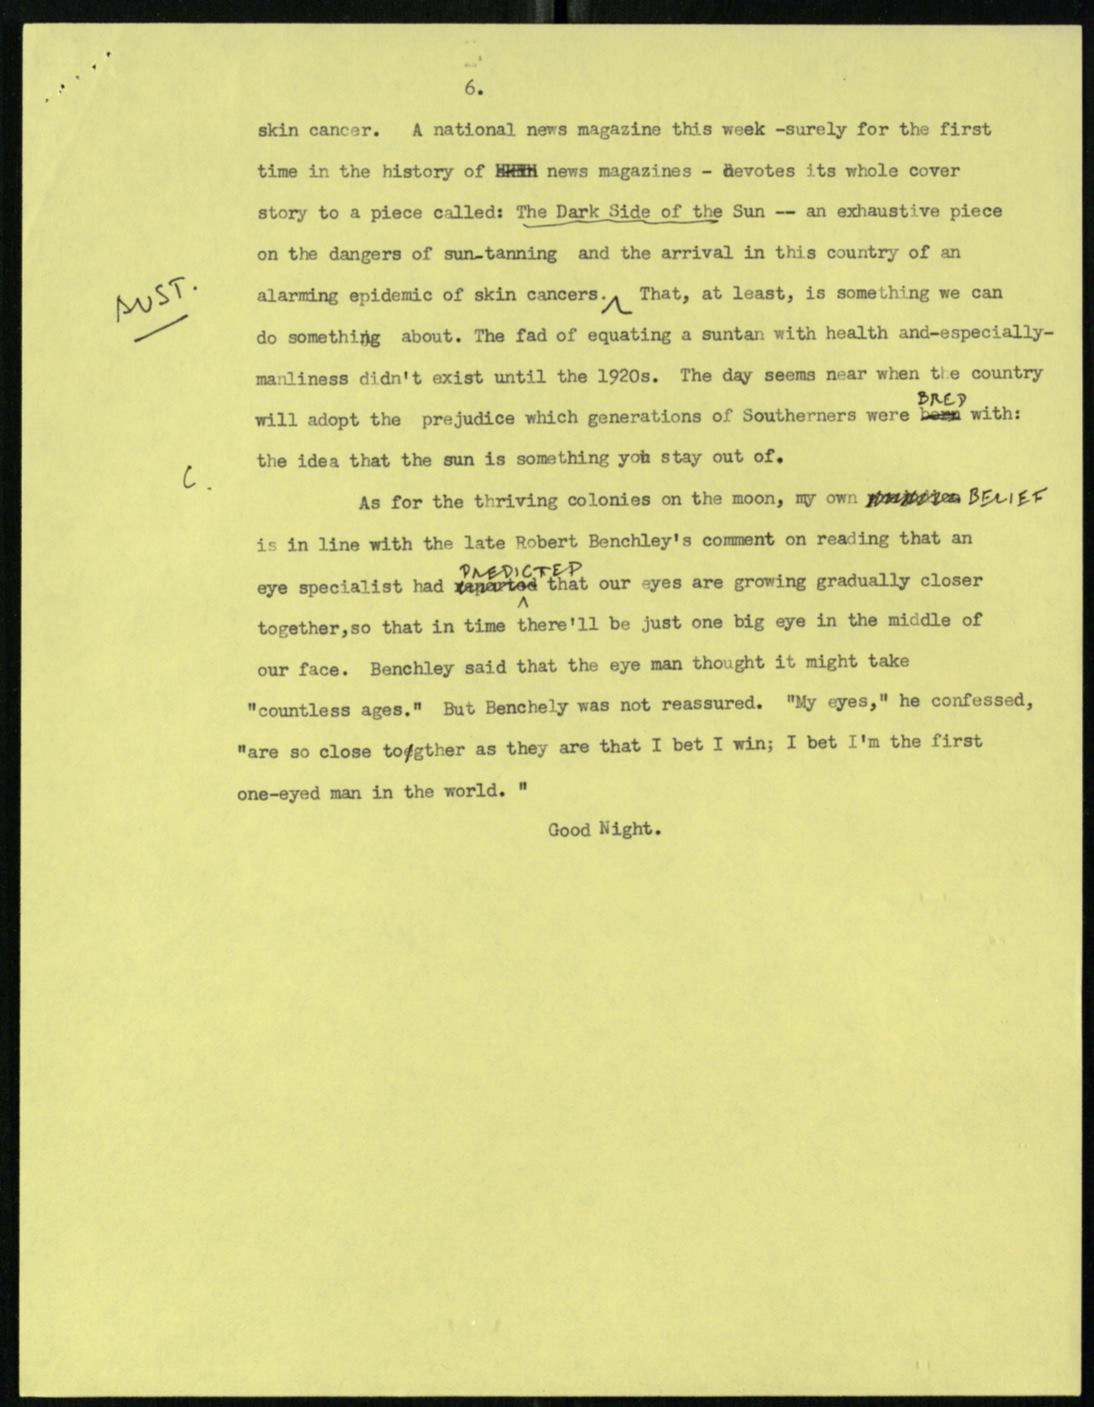 6.
skin cancer. A national news magazine this week -surely for the first
time in the history of news magazines - devotes its whole cover
story to a piece called: The Dark Side of the Sun -- an exhaustive piece
on the dangers of sun-tanning and the arrival in this country of an
AUST.
alarming epidemic of skin cancers. That, at least, is something we can
do something about. The fad of equating a suntan with health and-especially-
manliness didn't exist until the 1920s. The day seems near when the country
BRED
will adopt the prejudice which generations of Southerners were born with:
the idea that the sun is something you stay out of.
C.
As for the thriving colonies on the moon, my own BELIEF
is in line with the late Robert Benchley's comment on reading that an
PREDICTED
eye specialist had reported that our eyes are growing gradually closer
together,so that in time there'll be just one big eye in the middle of
our face. Benchley said that the eye man thought it might take
"countless ages." But Benchely was not reassured. "My eyes," he confessed,
"are so close togther as they are that I bet I win; I bet I'm the first
one-eyed man in the world. "
Good Night.